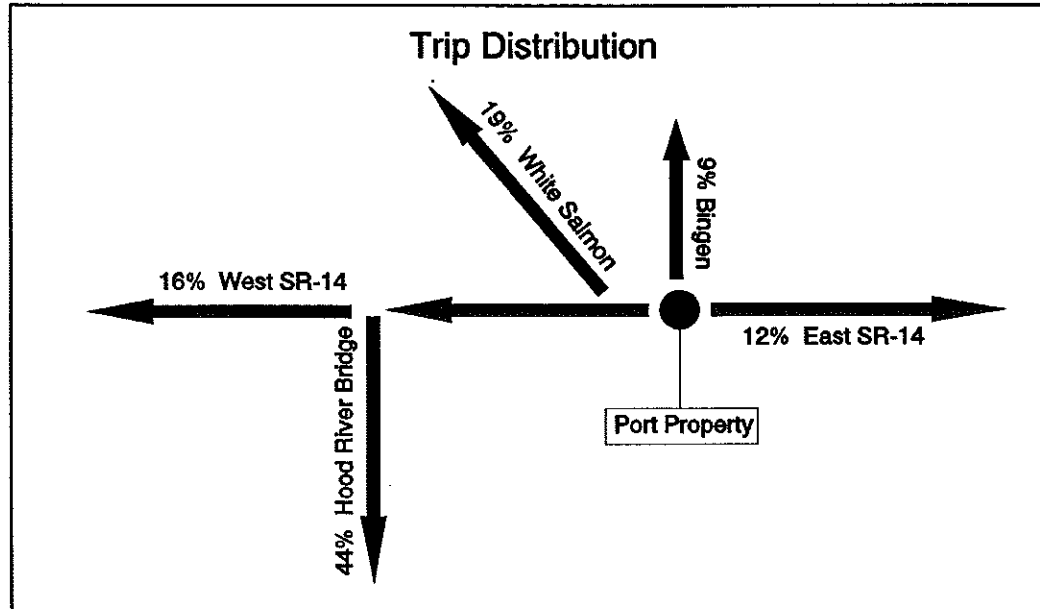 Trip Distribution
19% White Salmon
9% Bingen
16% West SR-14
12% East SR-14
44% Hood River Bridge
Port Property